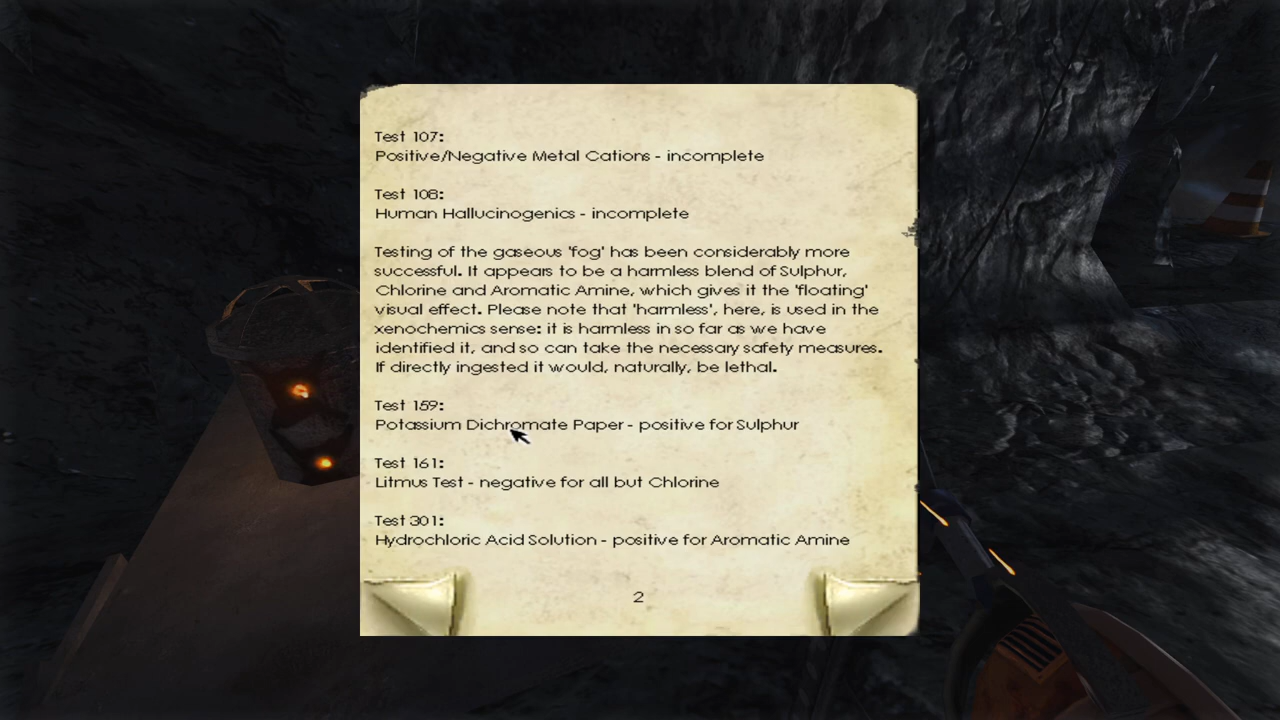 Test 107:
Positive/Negative Metal Cations - incomplete
Test 108:
Human Hallucinogenics - incomplete
Testing of the gaseous 'fog' has been considerably more
successful. It appears to be a harmless blend of Sulphur,
Chlorine and Aromatic Amine, which gives it the 'floating'
visual effect. Please note that 'harmless', here, is used in the
xenochemics sense: it is harmless in so far as we have
identified it, and so can take the necessary safety measures.
If directly ingested it would, naturally, be lethal.
Test 159:
Potassium Dichromate Paper - positive for Sulphur
Test 161:
Litmus Test - negative for all but Chlorine
Test 301:
Hydrochloric Acid Solution - positive for Aromatic Amine
2